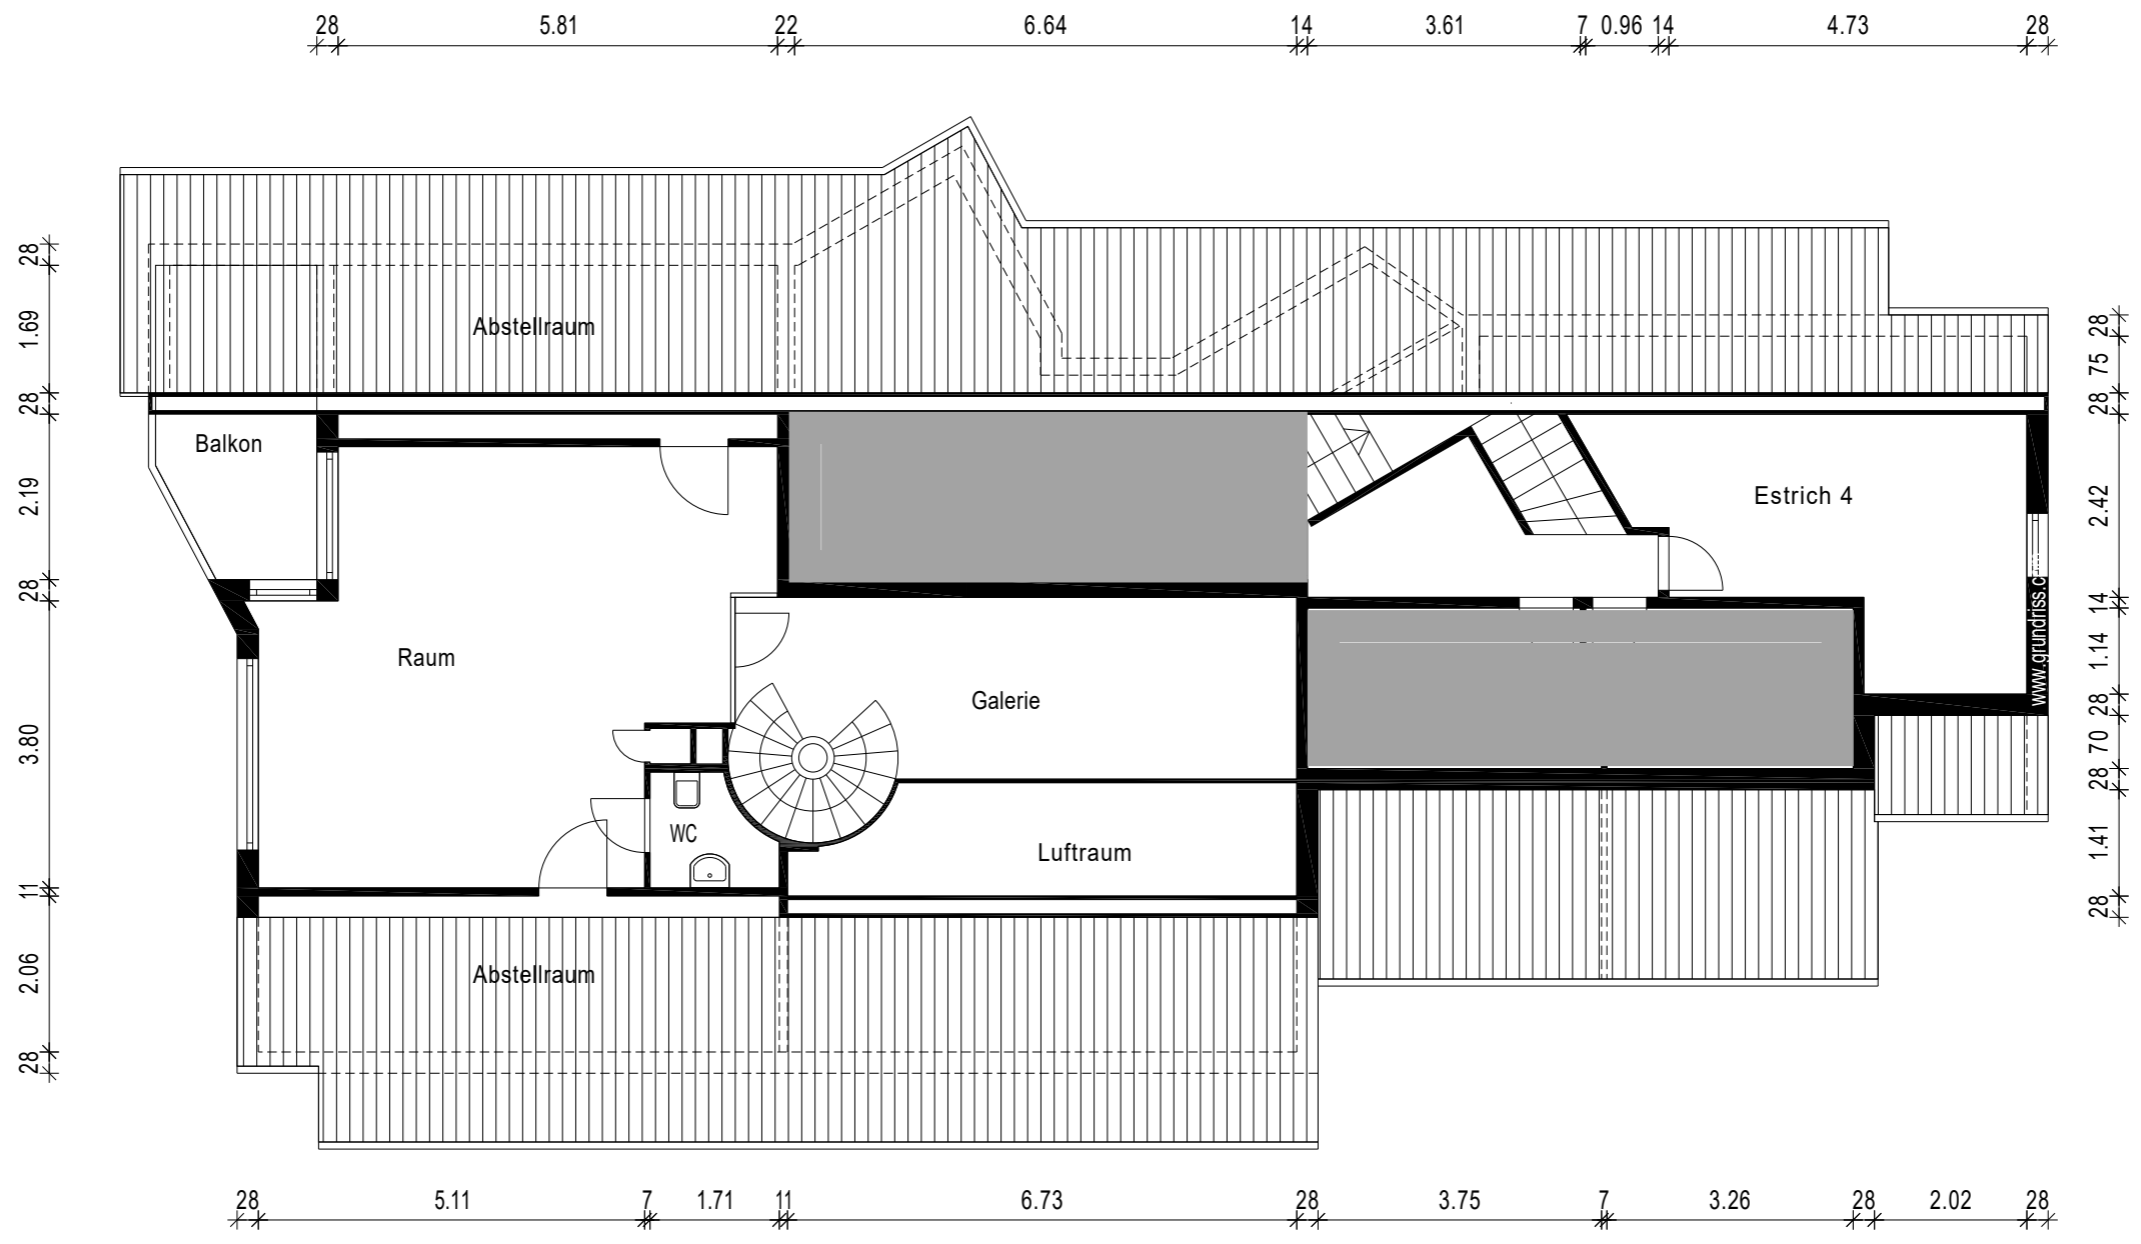 28 5.81 22 6.64 14 3.61 7 0.96 14 4.73 28
28
1.69
28
2.19
28
3.80
11
2.06
28
Abstellraum
Balkon
Estrich 4
Raum
Galerie
WC
Luftraum
Abstellraum
www.grundriss.com
28
75
28
2.42
14
1.14
28
70
28
1.41
28
28 5.11 7 1.71 11 6.73 28 3.75 7 3.26 28 2.02 28